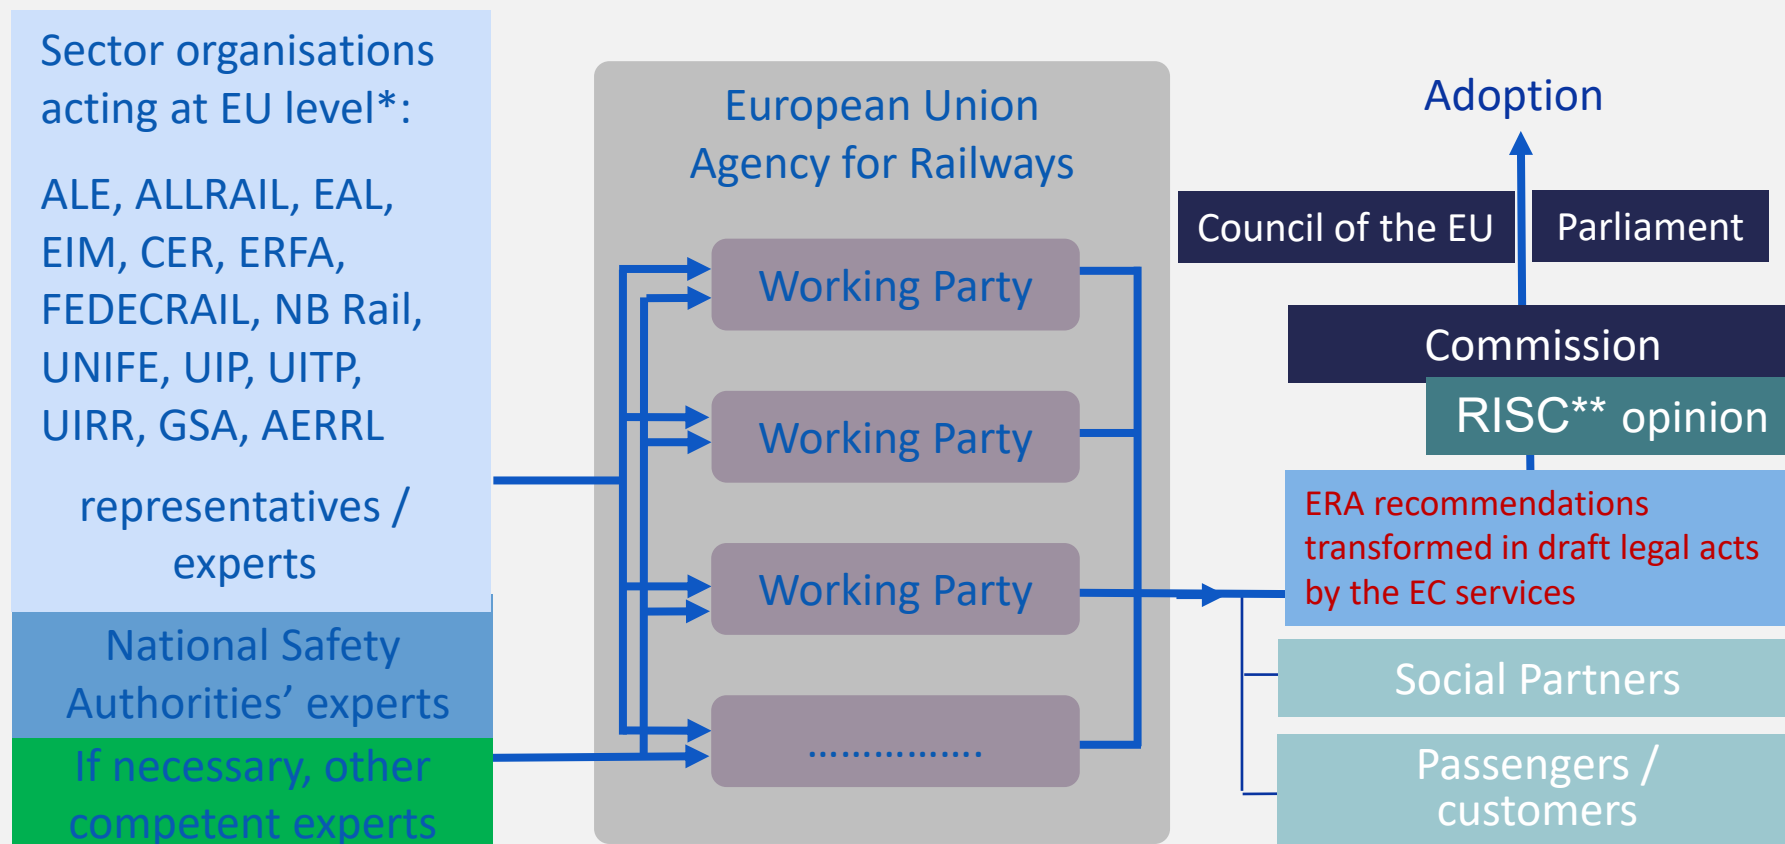 Sector organisations
acting at EU level*:
ALE, ALLRAIL, EAL,
EIM, CER, ERFA,
FEDECRAIL, NB Rail,
UNIFE, UIP, UITP,
UIRR, GSA, AERRL
representatives /
experts
National Safety
Authorities’ experts
If necessary, other
competent experts
European Union
Agency for Railways
Working Party
Working Party
Working Party
................
Adoption
Council of the EU
Parliament
Commission
RISC** opinion
ERA recommendations
transformed in draft legal acts
by the EC services
Social Partners
Passengers /
customers